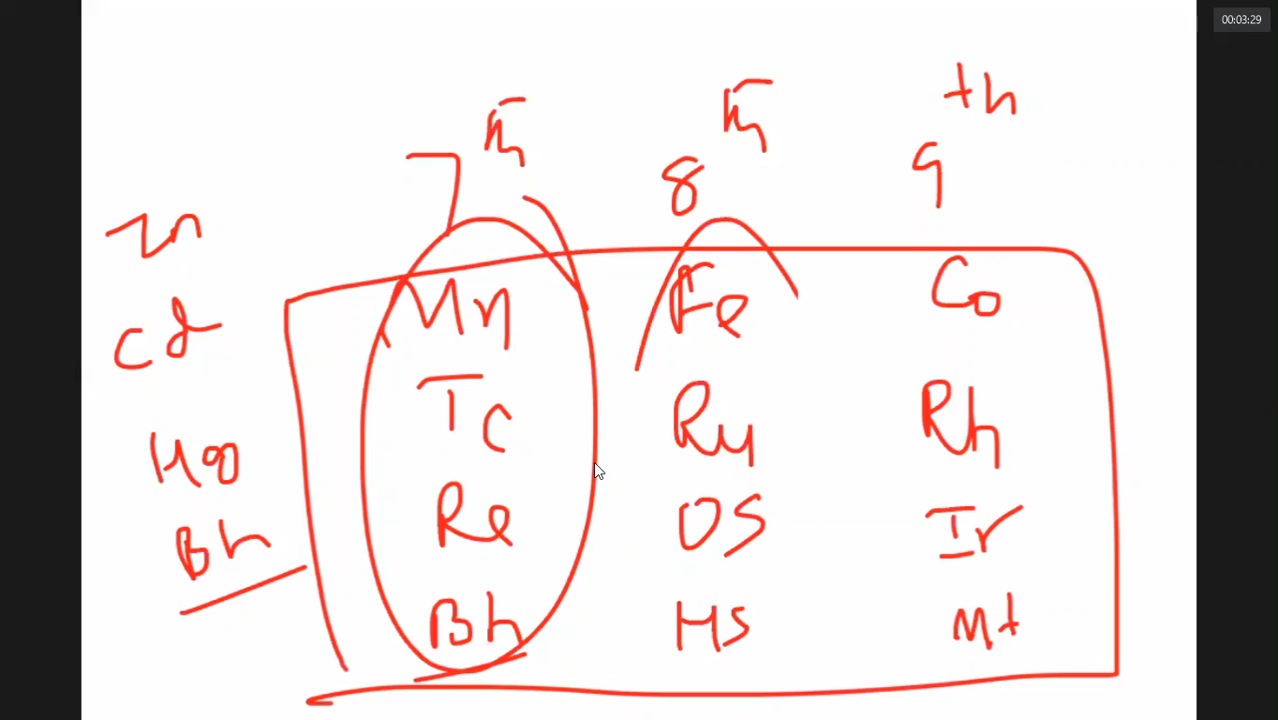 00:03:29
7th 8th 9th
Zn
Mn Fe Co
Cd
Tc Ru Rh
Hg
Re Os Ir
Bh
Bh Hs Mt